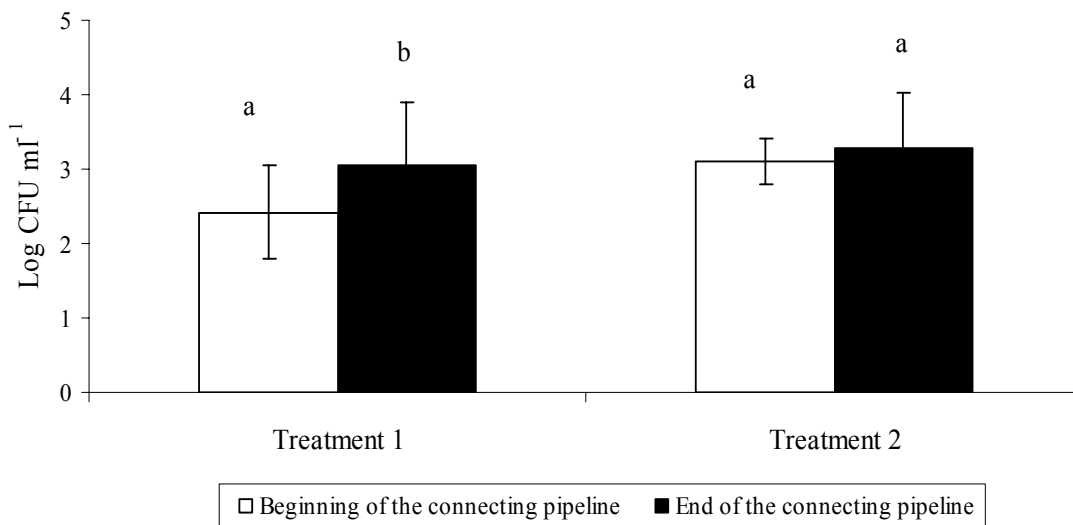 5
4
3
2
1
0
Log CFU ml⁻¹
a
b
a
a
Treatment 1
Treatment 2
Beginning of the connecting pipeline
End of the connecting pipeline